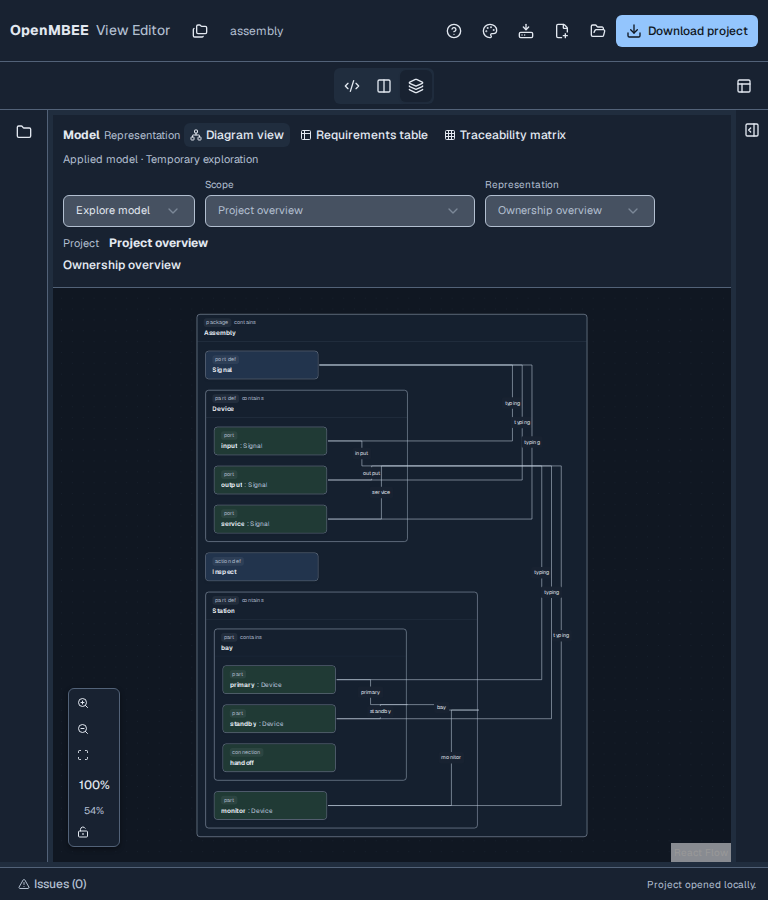 OpenMBEE View Editor assembly Download project
Model Representation Diagram view Requirements table Traceability matrix
Applied model · Temporary exploration
Scope Representation
Explore model Project overview Ownership overview
Project Project overview
Ownership overview
package contains
Assembly
part def
Signal
part def contains
Device
typing
port
input : Signal
typing
typing
input
port
output : Signal
output
service
port
service : Signal
action def
Inspect
typing
part def contains
Station
typing
part contains
bay
typing
part
primary : Device
primary
part
standby : Device
standby
bay
connection
handoff
monitor
part
monitor : Device
100%
54%
React Flow
Issues (0) Project opened locally.